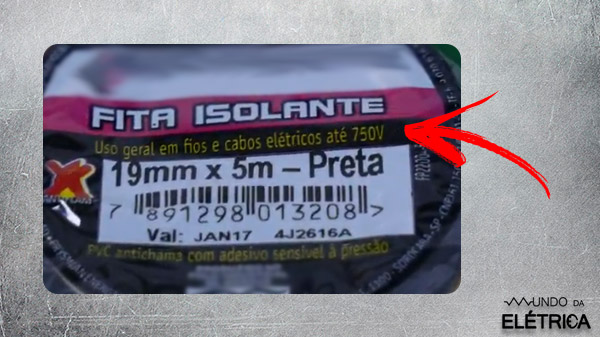 FITA ISOLANTE
Uso geral em fios e cabos elétricos até 750V
19mm x 5m – Preta
7 891298 013208 >
Val: JAN17 4J2616A
PVC antichama com adesivo sensível à pressão
MUNDO DA
ELÉTRICA